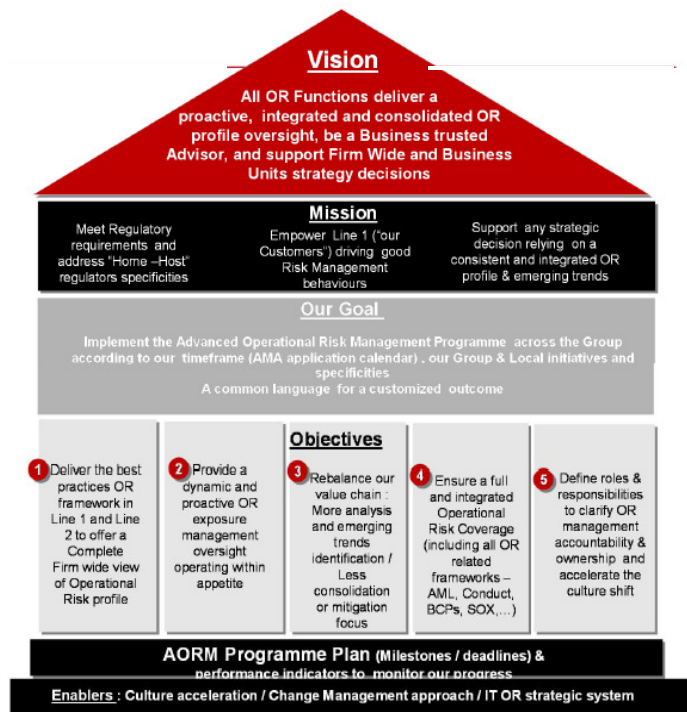 Vision
All OR Functions deliver a
proactive, integrated and consolidated OR
profile oversight, be a Business trusted
Advisor, and support Firm Wide and Business
Units strategy decisions
Mission
Meet Regulatory
requirements and
address "Home –Host"
regulators specificities
Empower Line 1 ("our
Customers") driving good
Risk Management
behaviours
Support any strategic
decision relying on a
consistent and integrated OR
profile & emerging trends
Our Goal
Implement the Advanced Operational Risk Management Programme across the Group
according to our timeframe (AMA application calendar) , our Group & Local initiatives and
specificities
A common language for a customized outcome
Objectives
1
Deliver the best
practices OR
framework in
Line 1 and Line
2 to offer a
Complete
Firm wide view
of Operational
Risk profile
2
Provide a
dynamic and
proactive OR
exposure
management
oversight
operating within
appetite
3
Rebalance our
value chain :
More analysis
and emerging
trends
identification /
Less
consolidation
or mitigation
focus
4
Ensure a full
and integrated
Operational
Risk Coverage
(including all OR
related
frameworks –
AML, Conduct,
BCPs, SOX,…)
5
Define roles &
responsibilities
to clarify OR
management
accountability &
ownership and
accelerate the
culture shift
AORM Programme Plan (Milestones / deadlines) &
performance indicators to monitor our progress
Enablers : Culture acceleration / Change Management approach / IT OR strategic system